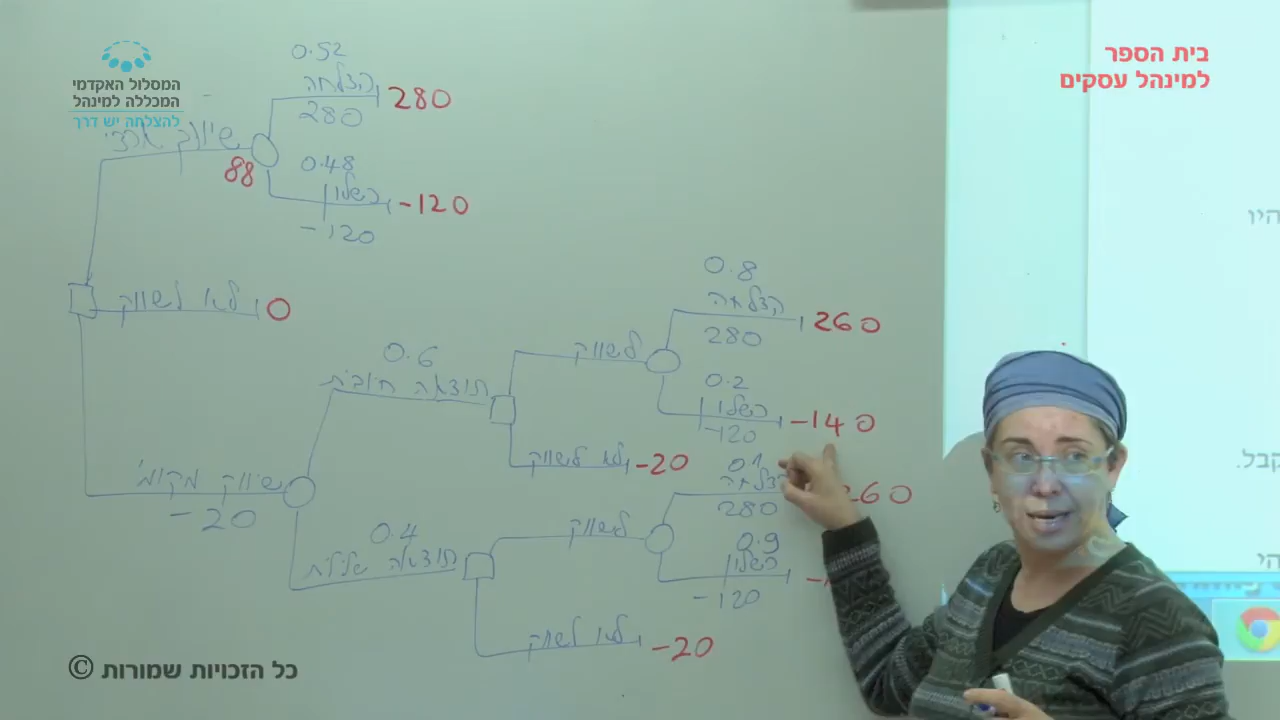 המסלול האקדמי
המכללה למינהל
להצלחה יש דרך
בית הספר
למינהל עסקים
0.52
הצלחה
280
280
שיווק ארצי
88
0.48
כשלון
-120
-120
לא לשווק
0
שיווק מקומי
-20
0.6
תוצאה חיובית
לשווק
0.8
הצלחה
280
260
0.2
כשלון
-120
-140
לא לשווק
-20
0.4
תוצאה שלילית
לשווק
0.1
הצלחה
280
260
0.9
כשלון
-120
לא לשווק
-20
היו
קבל.
הי
© כל הזכויות שמורות